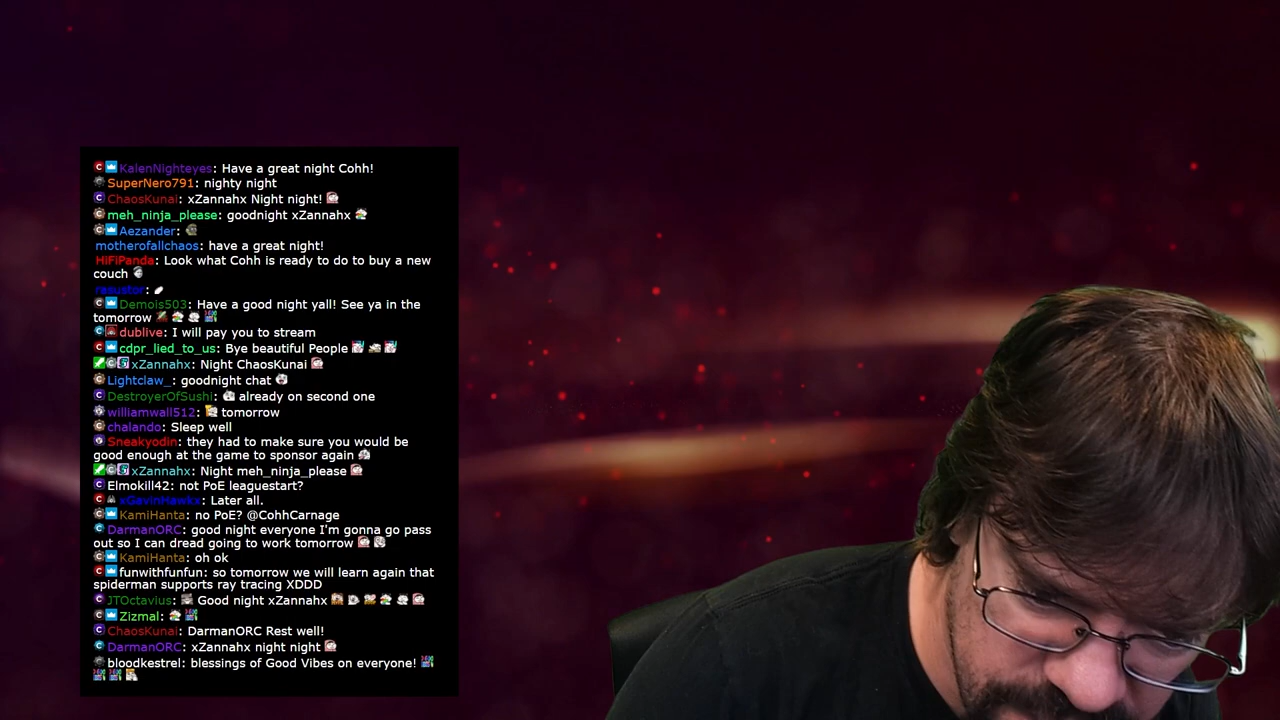 KalenNighteyes: Have a great night Cohh!
SuperNero791: nighty night
ChaosKunai: xZannahx Night night!
meh_ninja_please: goodnight xZannahx
Aezander:
motherofallchaos: have a great night!
HiFiPanda: Look what Cohh is ready to do to buy a new
couch
Demois503: Have a good night yall! See ya in the
tomorrow
dublive: I will pay you to stream
cdpr_lied_to_us: Bye beautiful People
xZannahx: Night ChaosKunai
Lightclaw_: goodnight chat
DestroyerOfSushi: already on second one
williamwall512: tomorrow
chalando: Sleep well
Sneakyodin: they had to make sure you would be
good enough at the game to sponsor again
xZannahx: Night meh_ninja_please
Elmokill42: not PoE leaguestart?
xGavinHawkx: Later all.
KamiHanta: no PoE? @CohhCarnage
DarmanORC: good night everyone I'm gonna go pass
out so I can dread going to work tomorrow
KamiHanta: oh ok
funwithfunfun: so tomorrow we will learn again that
spiderman supports ray tracing XDDD
JTOctavius: Good night xZannahx
Zizmal:
ChaosKunai: DarmanORC Rest well!
DarmanORC: xZannahx night night
bloodkestrel: blessings of Good Vibes on everyone!